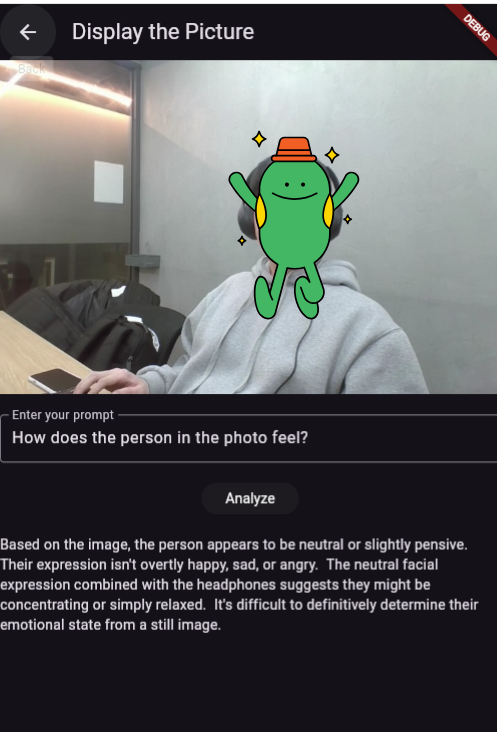 Display the Picture
DEBUG
Back
Enter your prompt
How does the person in the photo feel?
Analyze
Based on the image, the person appears to be neutral or slightly pensive.
Their expression isn't overtly happy, sad, or angry.  The neutral facial
expression combined with the headphones suggests they might be
concentrating or simply relaxed.  It's difficult to definitively determine their
emotional state from a still image.